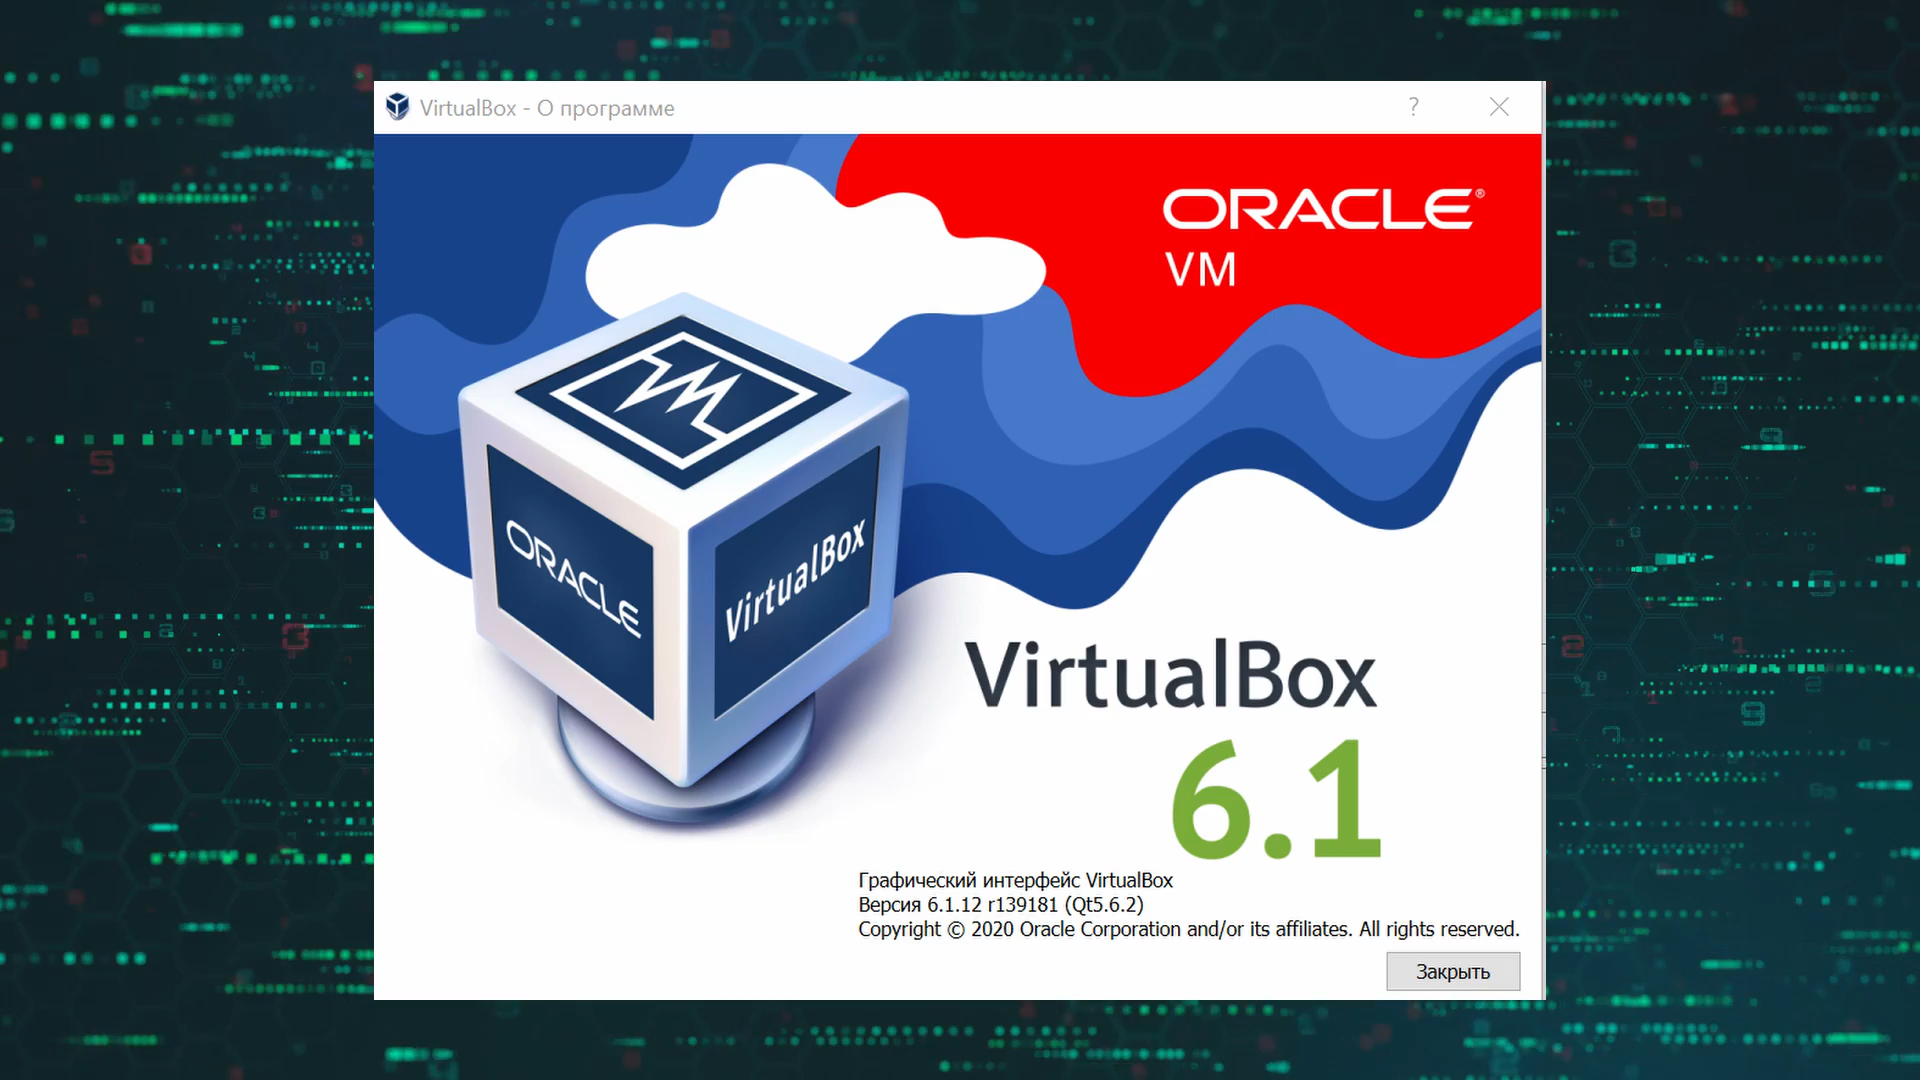 VirtualBox - О программе
?
ORACLE®
VM
ORACLE
VirtualBox
VirtualBox
6.1
Графический интерфейс VirtualBox
Версия 6.1.12 r139181 (Qt5.6.2)
Copyright © 2020 Oracle Corporation and/or its affiliates. All rights reserved.
Закрыть